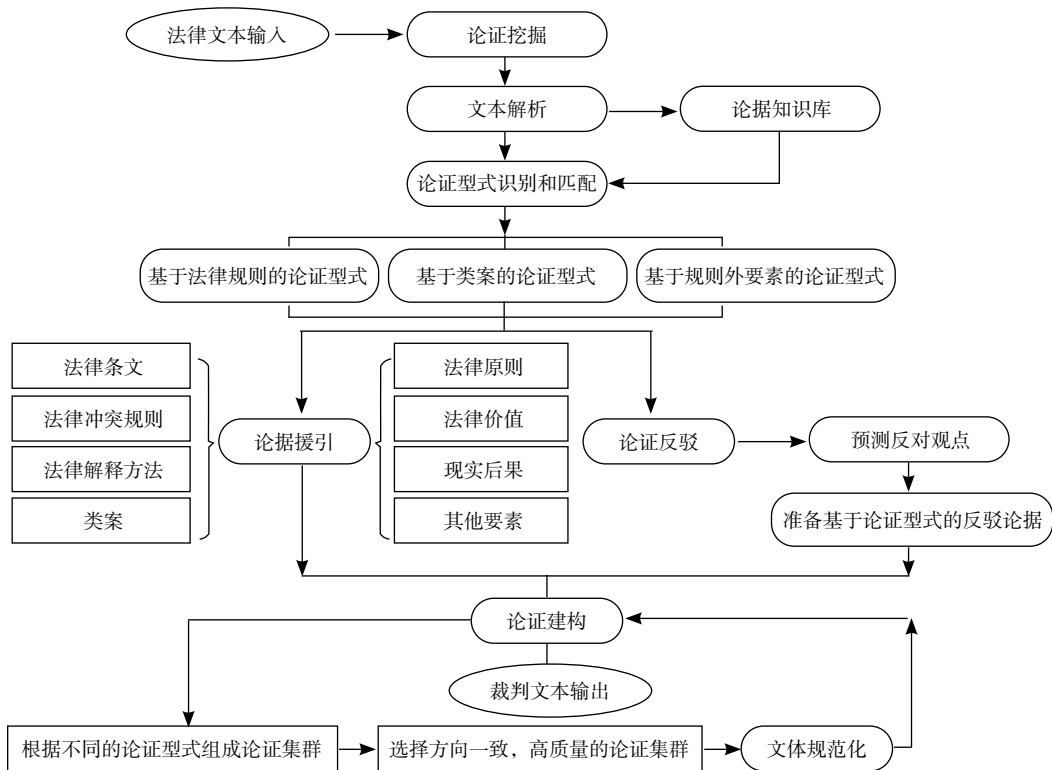 法律文本输入
论证挖掘
文本解析
论据知识库
论证型式识别和匹配
基于法律规则的论证型式
基于类案的论证型式
基于规则外要素的论证型式
法律条文
法律冲突规则
法律解释方法
类案
论据援引
法律原则
法律价值
现实后果
其他要素
论证反驳
预测反对观点
准备基于论证型式的反驳论据
论证建构
裁判文本输出
根据不同的论证型式组成论证集群
选择方向一致，高质量的论证集群
文体规范化